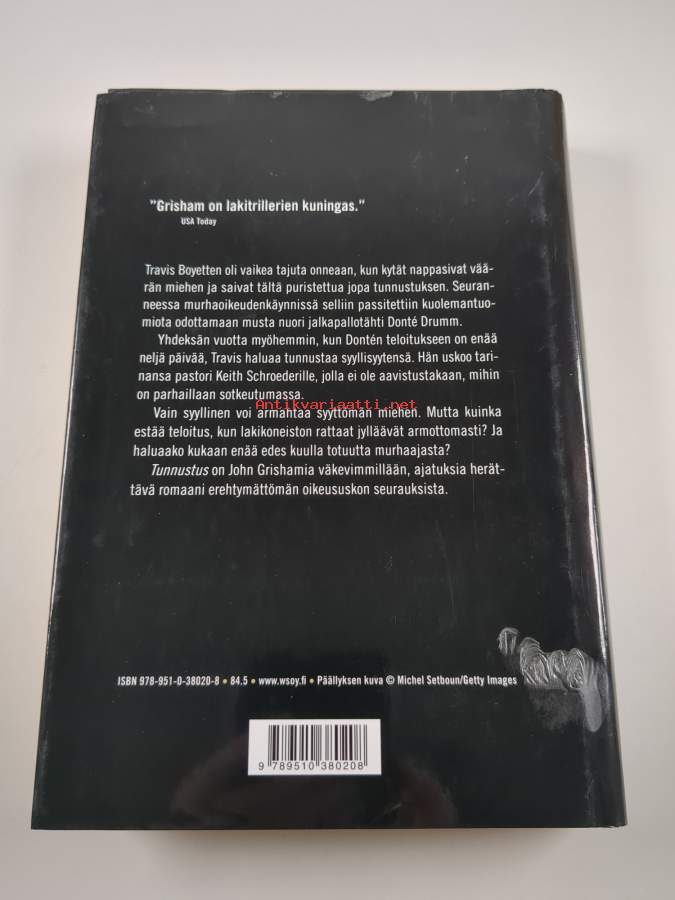 "Grisham on lakitrillerien kuningas."
USA Today
Travis Boyetten oli vaikea tajuta onneaan, kun kytät nappasivat vää-
rän miehen ja saivat tältä puristettua jopa tunnustuksen. Seuran-
neessa murhaoikeudenkäynnissä selliin passitettiin kuolemantuo-
miota odottamaan musta nuori jalkapallotähti Donté Drumm.
Yhdeksän vuotta myöhemmin, kun Dontén teloitukseen on enää
neljä päivää, Travis haluaa tunnustaa syyllisyytensä. Hän uskoo tari-
nansa pastori Keith Schroederille, jolla ei ole aavistustakaan, mihin
on parhaillaan sotkeutumassa.
Antikvariaatti.net
Vain syyllinen voi armahtaa syyttömän miehen. Mutta kuinka
estää teloitus, kun lakikoneiston rattaat jylläävät armottomasti? Ja
haluaako kukaan enää edes kuulla totuutta murhaajasta?
Tunnustus on John Grishamia väkevimmillään, ajatuksia herät-
tävä romaani erehtymättömän oikeususkon seurauksista.
ISBN 978-951-0-38020-8 • 84.5 • www.wsoy.fi • Päällyksen kuva © Michel Setboun/Getty Images
9 789510 380208